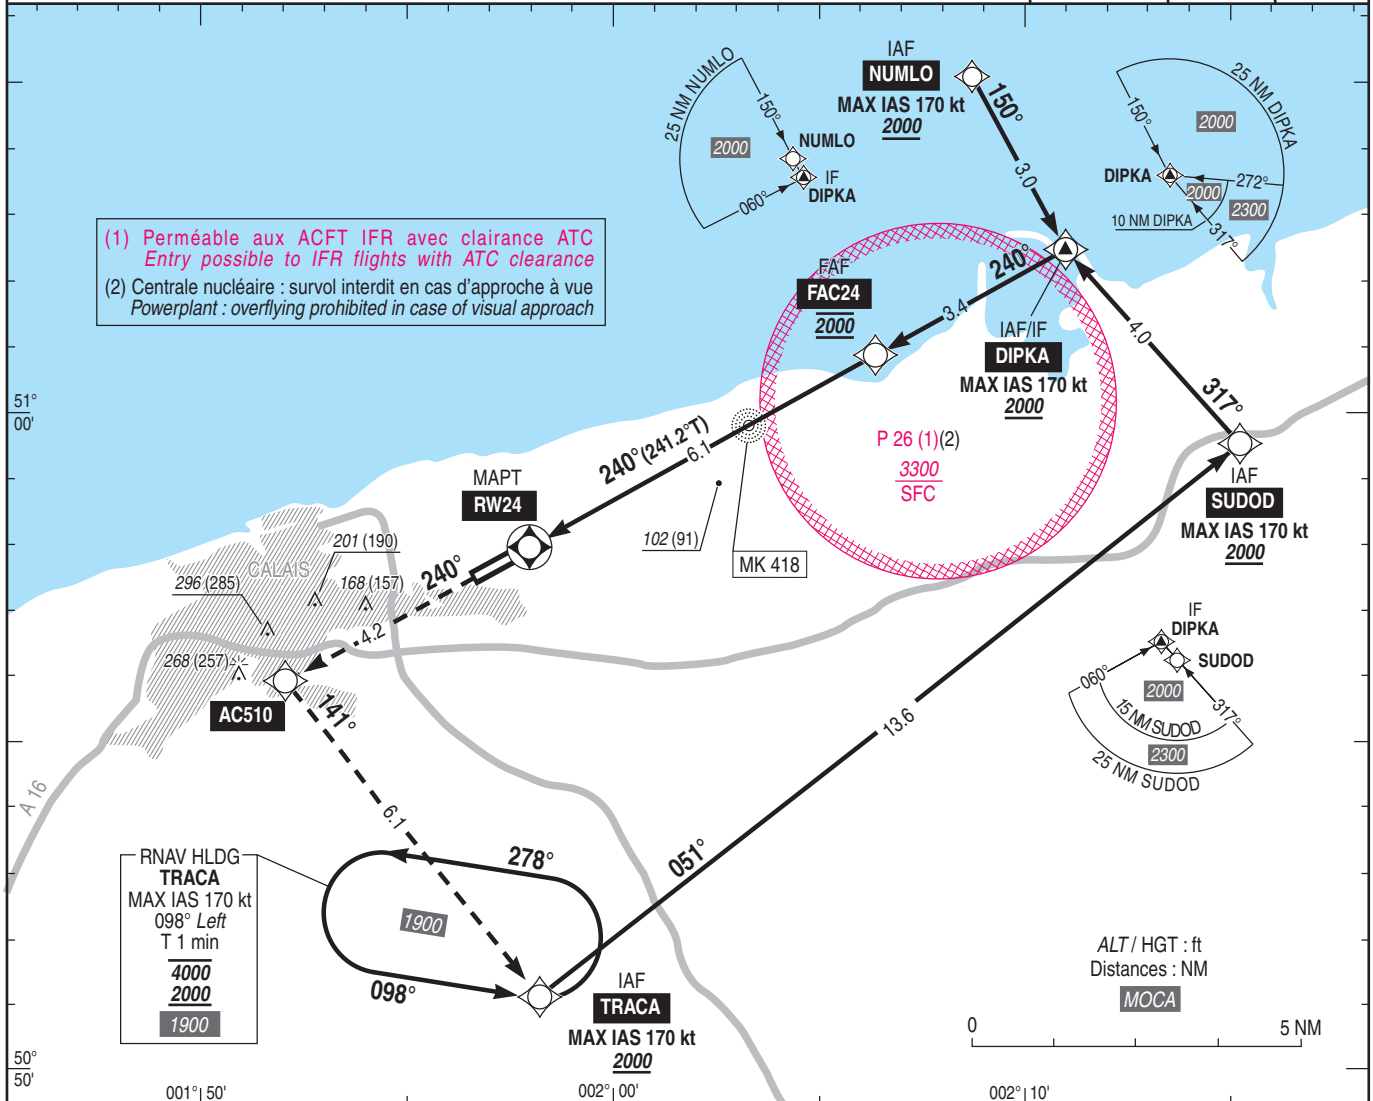 IAF
NUMLO
MAX IAS 170 kt
2000
150°
3.0
25 NM NUMLO
150°
2000
NUMLO
IF
DIPKA
060°
25 NM DIPKA
150°
2000
DIPKA
272°
2000
2300
10 NM DIPKA
317°
(1) Perméable aux ACFT IFR avec clairance ATC
Entry possible to IFR flights with ATC clearance
(2) Centrale nucléaire : survol interdit en cas d'approche à vue
Powerplant : overflying prohibited in case of visual approach
FAF
FAC24
2000
240°
3.4
IAF/IF
DIPKA
MAX IAS 170 kt
2000
4.0
317°
51°
00'
240°(241.2°T)
6.1
P 26 (1)(2)
3300
SFC
IAF
SUDOD
MAX IAS 170 kt
2000
MAPT
RW24
102 (91)
MK 418
201 (190)
CALAIS
296 (285)
168 (157)
240°
4.2
268 (257)
AC510
141°
IF
DIPKA
SUDOD
060°
2000
317°
15 NM SUDOD
2300
25 NM SUDOD
13.6
A 16
6.1
051°
RNAV HLDG
TRACA
MAX IAS 170 kt
098° Left
T 1 min
4000
2000
1900
278°
1900
098°
IAF
TRACA
MAX IAS 170 kt
2000
ALT / HGT : ft
Distances : NM
MOCA
0
5 NM
50°
50'
001° 50'
002° 00'
002° 10'